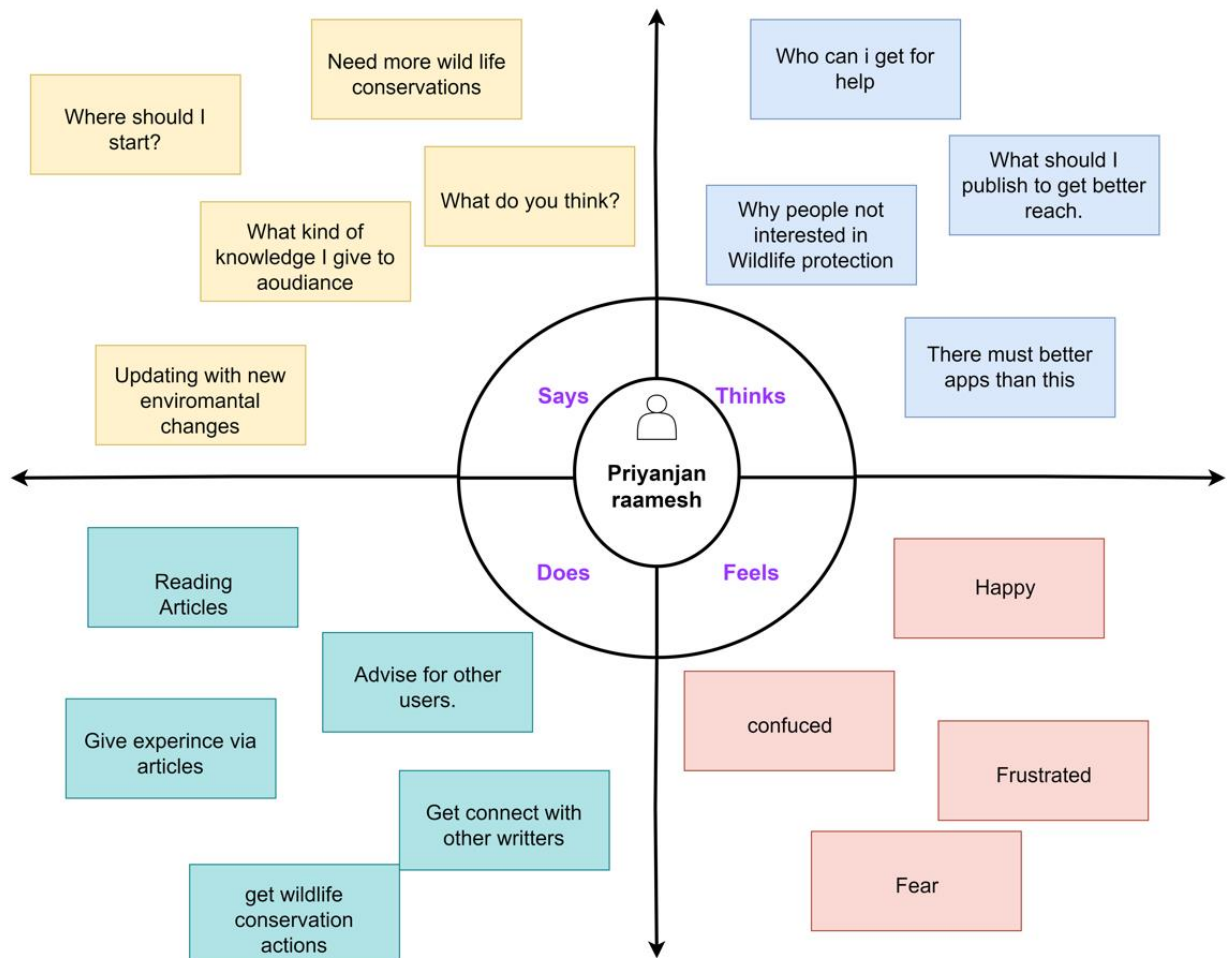 Need more wild life
conservations
Where should I
start?
What do you think?
What kind of
knowledge I give to
aoudiance
Updating with new
enviromantal
changes
Who can i get for
help
What should I
publish to get better
reach.
Why people not
interested in
Wildlife protection
There must better
apps than this
Says
Thinks
Priyanjan
raamesh
Does
Feels
Reading
Articles
Advise for other
users.
Give experince via
articles
Get connect with
other writters
get wildlife
conservation
actions
Happy
confuced
Frustrated
Fear